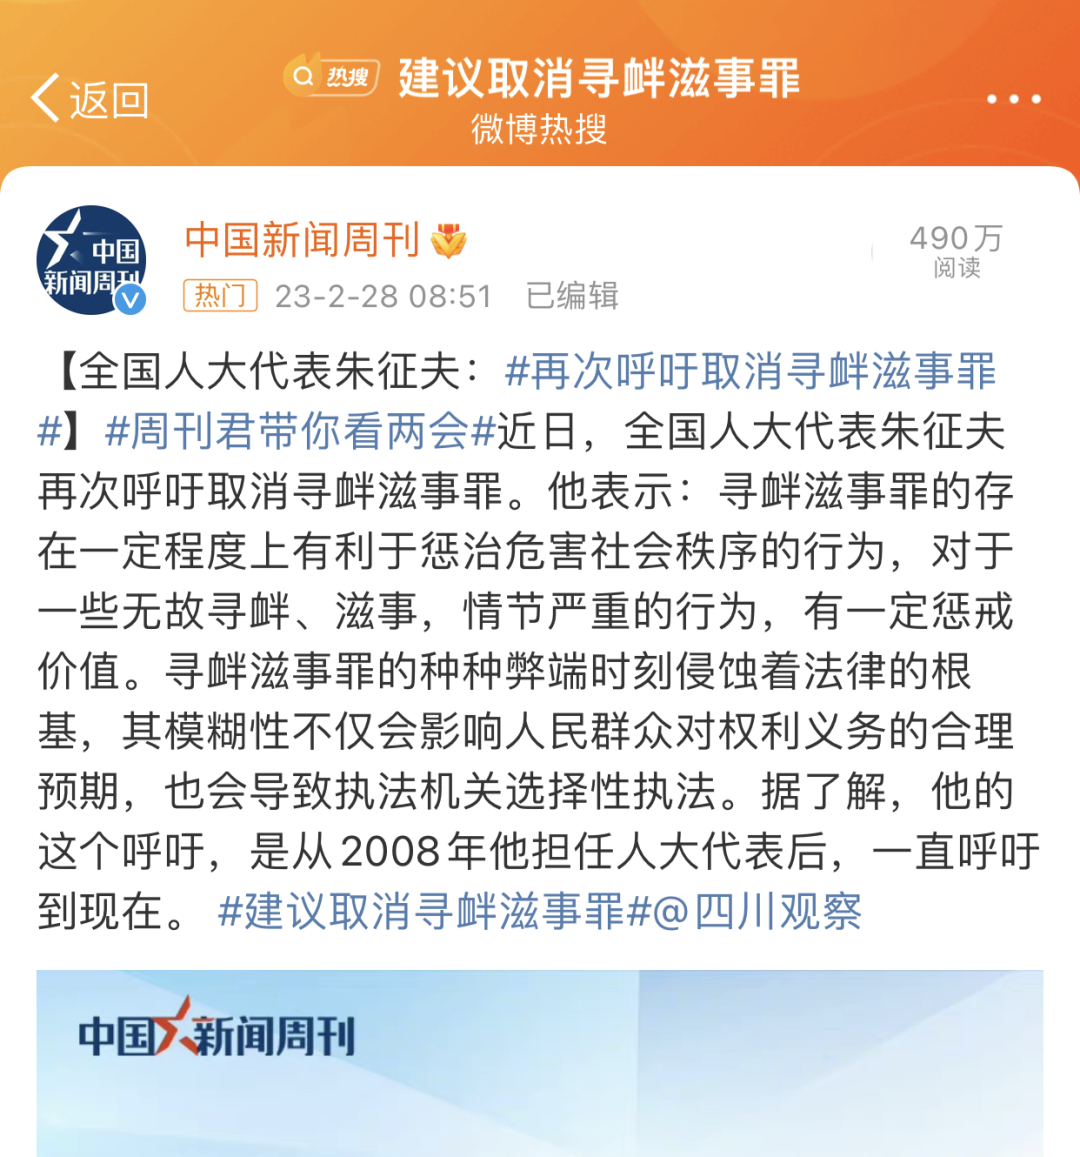 返回
热搜 建议取消寻衅滋事罪
微博热搜
中国
新闻周刊
中国新闻周刊
490万
阅读
热门 23-2-28 08:51 已编辑
【全国人大代表朱征夫：#再次呼吁取消寻衅滋事罪
#】#周刊君带你看两会#近日，全国人大代表朱征夫
再次呼吁取消寻衅滋事罪。他表示：寻衅滋事罪的存
在一定程度上有利于惩治危害社会秩序的行为，对于
一些无故寻衅、滋事，情节严重的行为，有一定惩戒
价值。寻衅滋事罪的种种弊端时刻侵蚀着法律的根
基，其模糊性不仅会影响人民群众对权利义务的合理
预期，也会导致执法机关选择性执法。据了解，他的
这个呼吁，是从2008年他担任人大代表后，一直呼吁
到现在。#建议取消寻衅滋事罪#@四川观察
中国新闻周刊